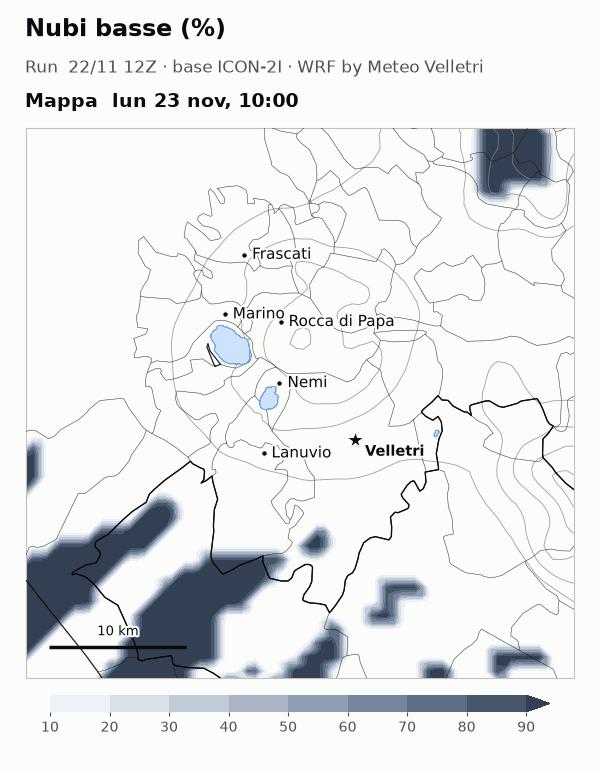 Nubi basse (%)
Run  22/11 12Z · base ICON-2I · WRF by Meteo Velletri
Mappa  lun 23 nov, 10:00
Frascati
Marino
Rocca di Papa
Nemi
Velletri
Lanuvio
10 km
10 20 30 40 50 60 70 80 90